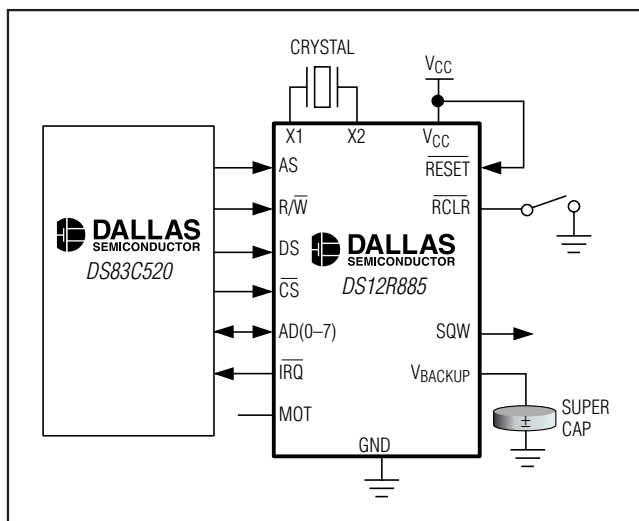 CRYSTAL
VCC
X1 X2 VCC
AS
RESET
R/W
RCLR
DALLAS
SEMICONDUCTOR
DS83C520
DS
DALLAS
SEMICONDUCTOR
DS12R885
CS
AD(0–7)
SQW
IRQ
VBACKUP
MOT
SUPER
CAP
±
GND